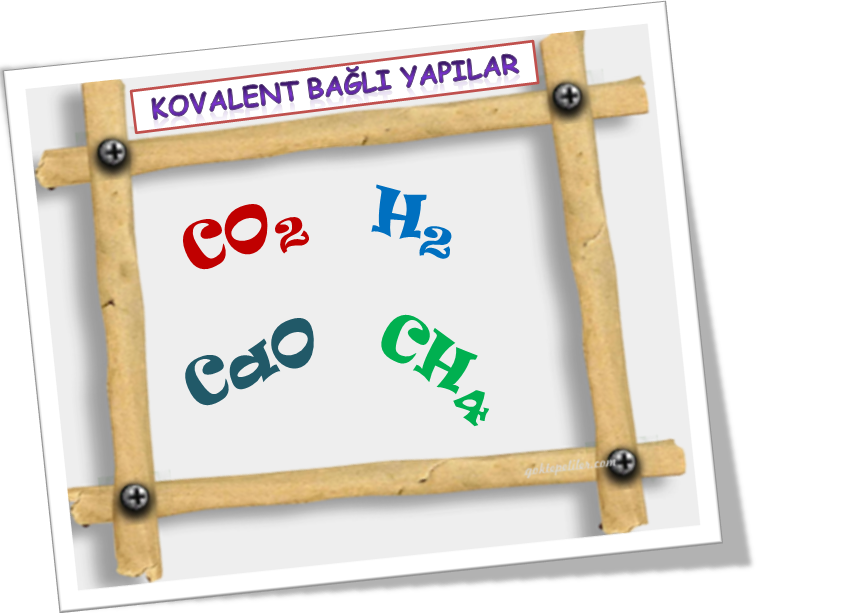 KOVALENT BAĞLI YAPILAR
CO₂ H₂
CaO CH₄